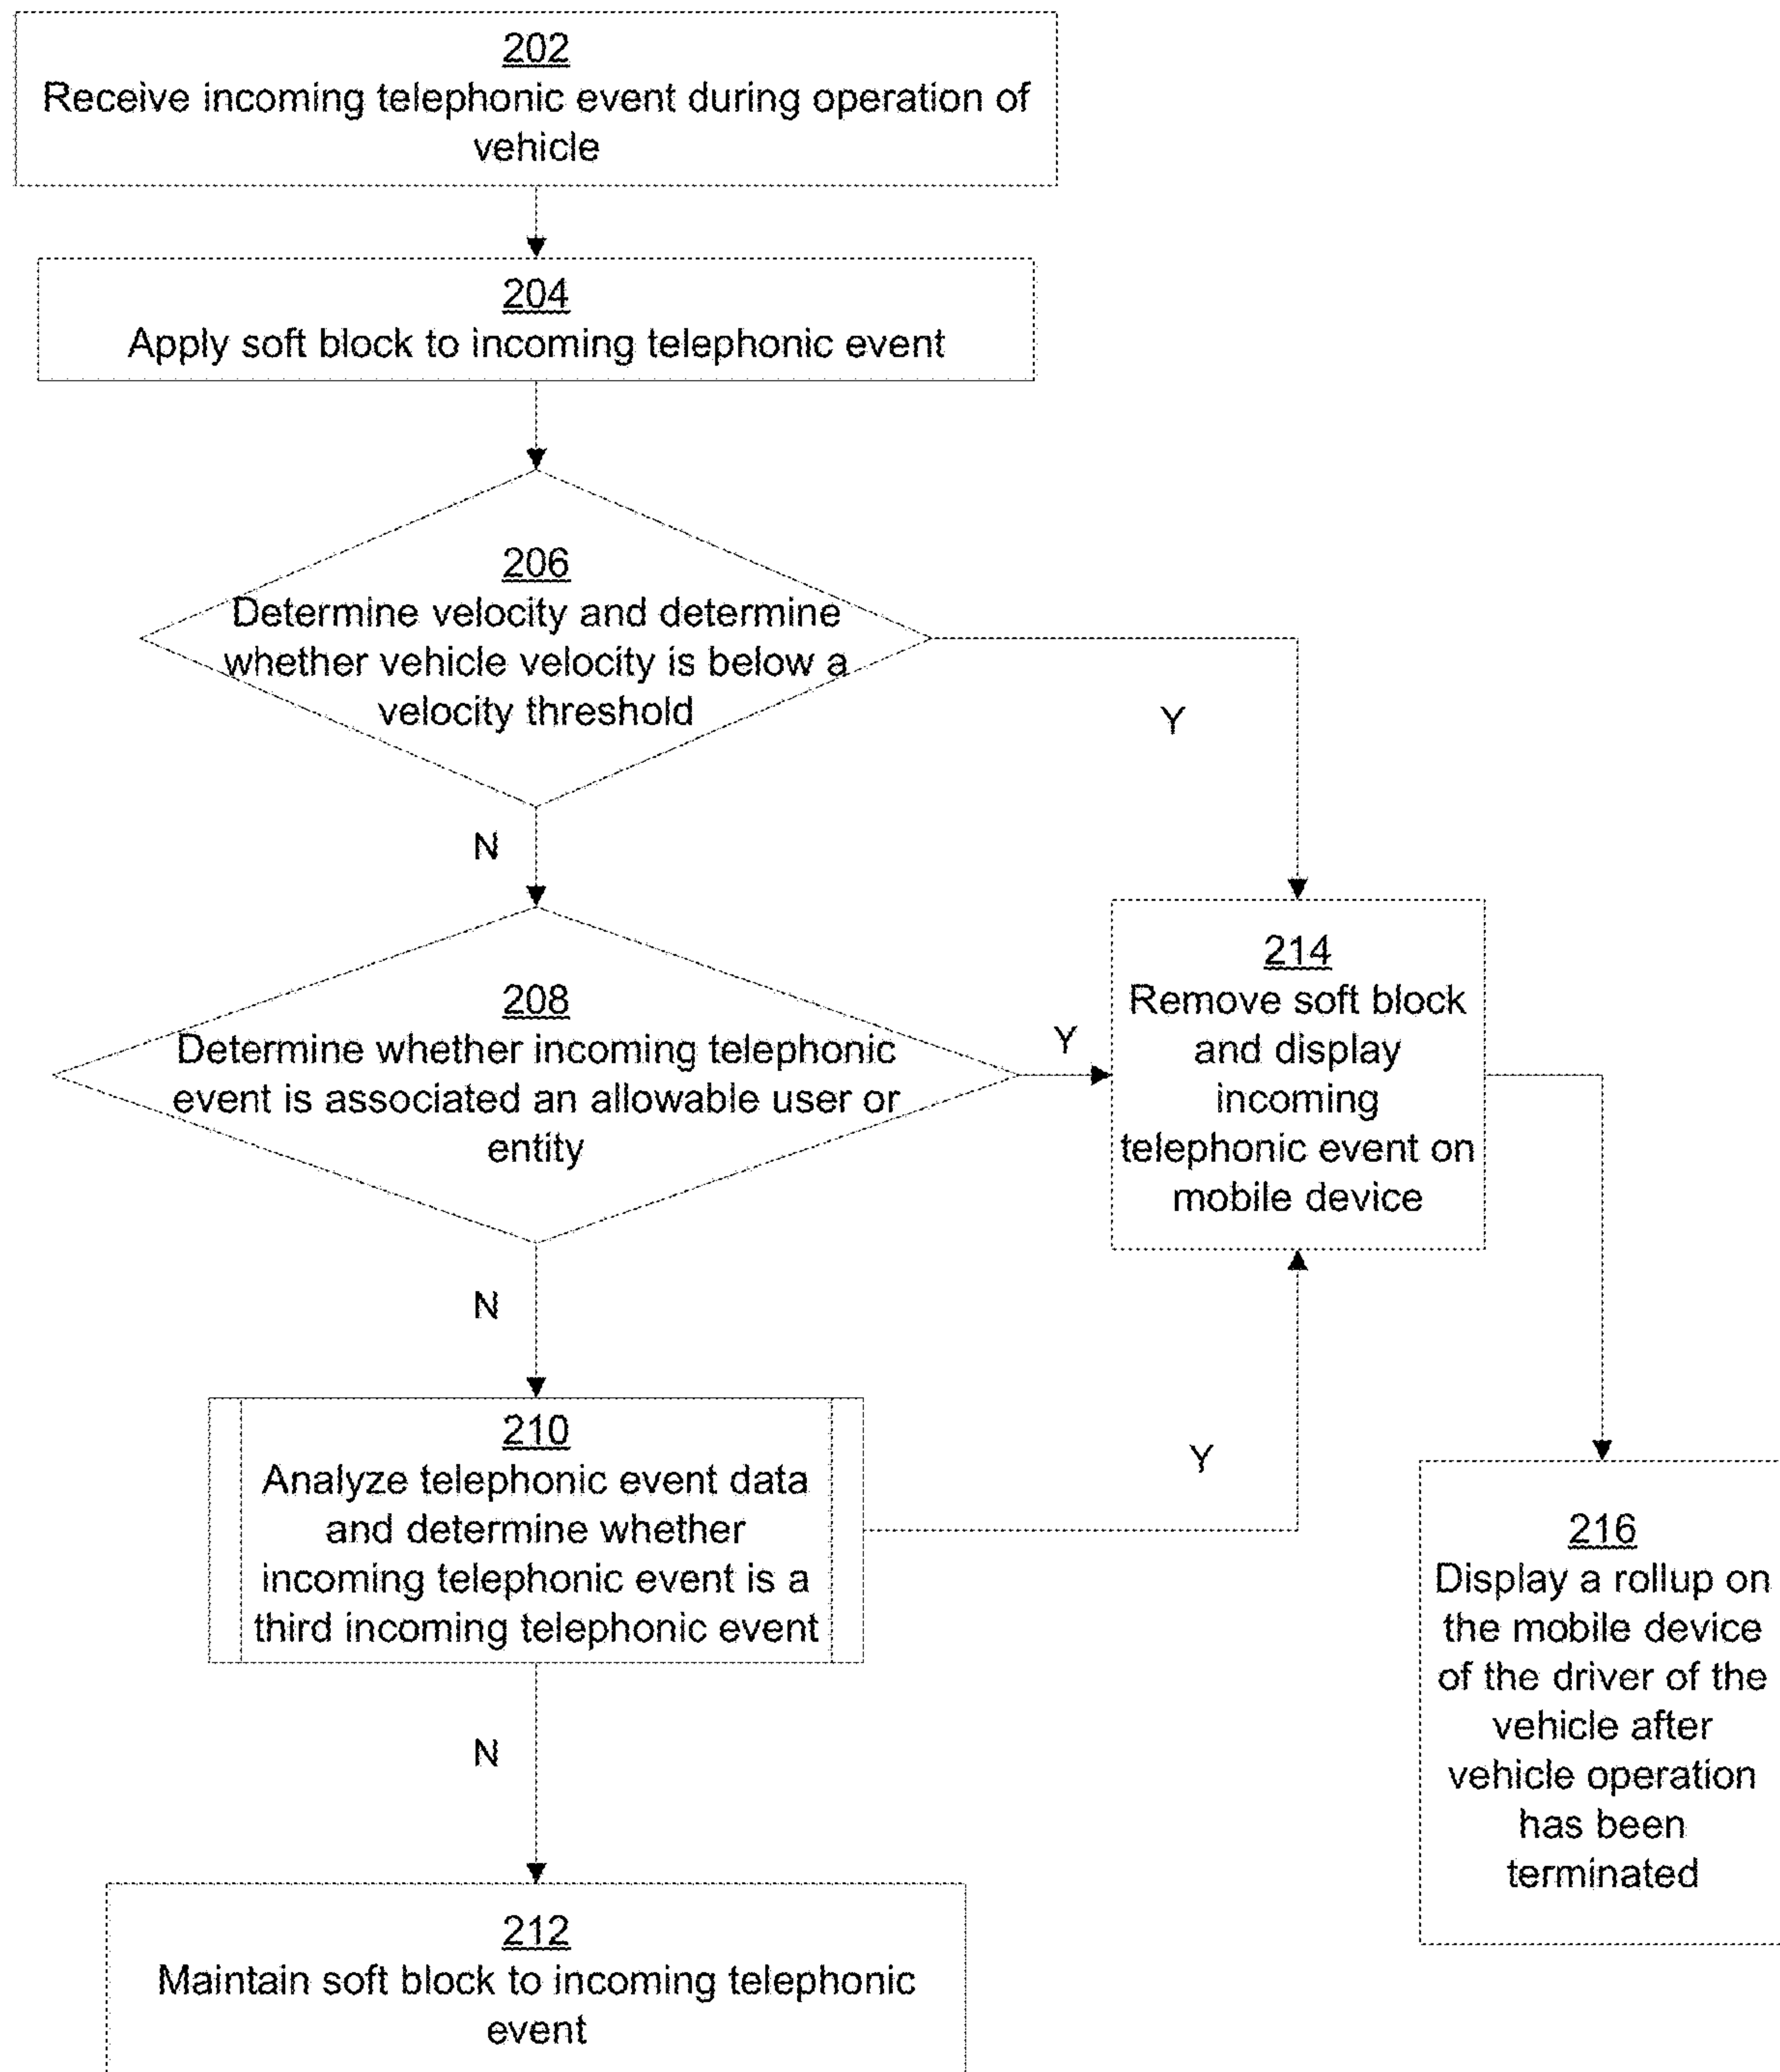 202
Receive incoming telephonic event during operation of
vehicle
204
Apply soft block to incoming telephonic event
206
Determine velocity and determine
whether vehicle velocity is below a
velocity threshold
Y
N
208
Determine whether incoming telephonic
event is associated an allowable user or
entity
Y
N
214
Remove soft block
and display
incoming
telephonic event on
mobile device
210
Analyze telephonic event data
and determine whether
incoming telephonic event is a
third incoming telephonic event
Y
N
216
Display a rollup on
the mobile device
of the driver of the
vehicle after
vehicle operation
has been
terminated
212
Maintain soft block to incoming telephonic
event